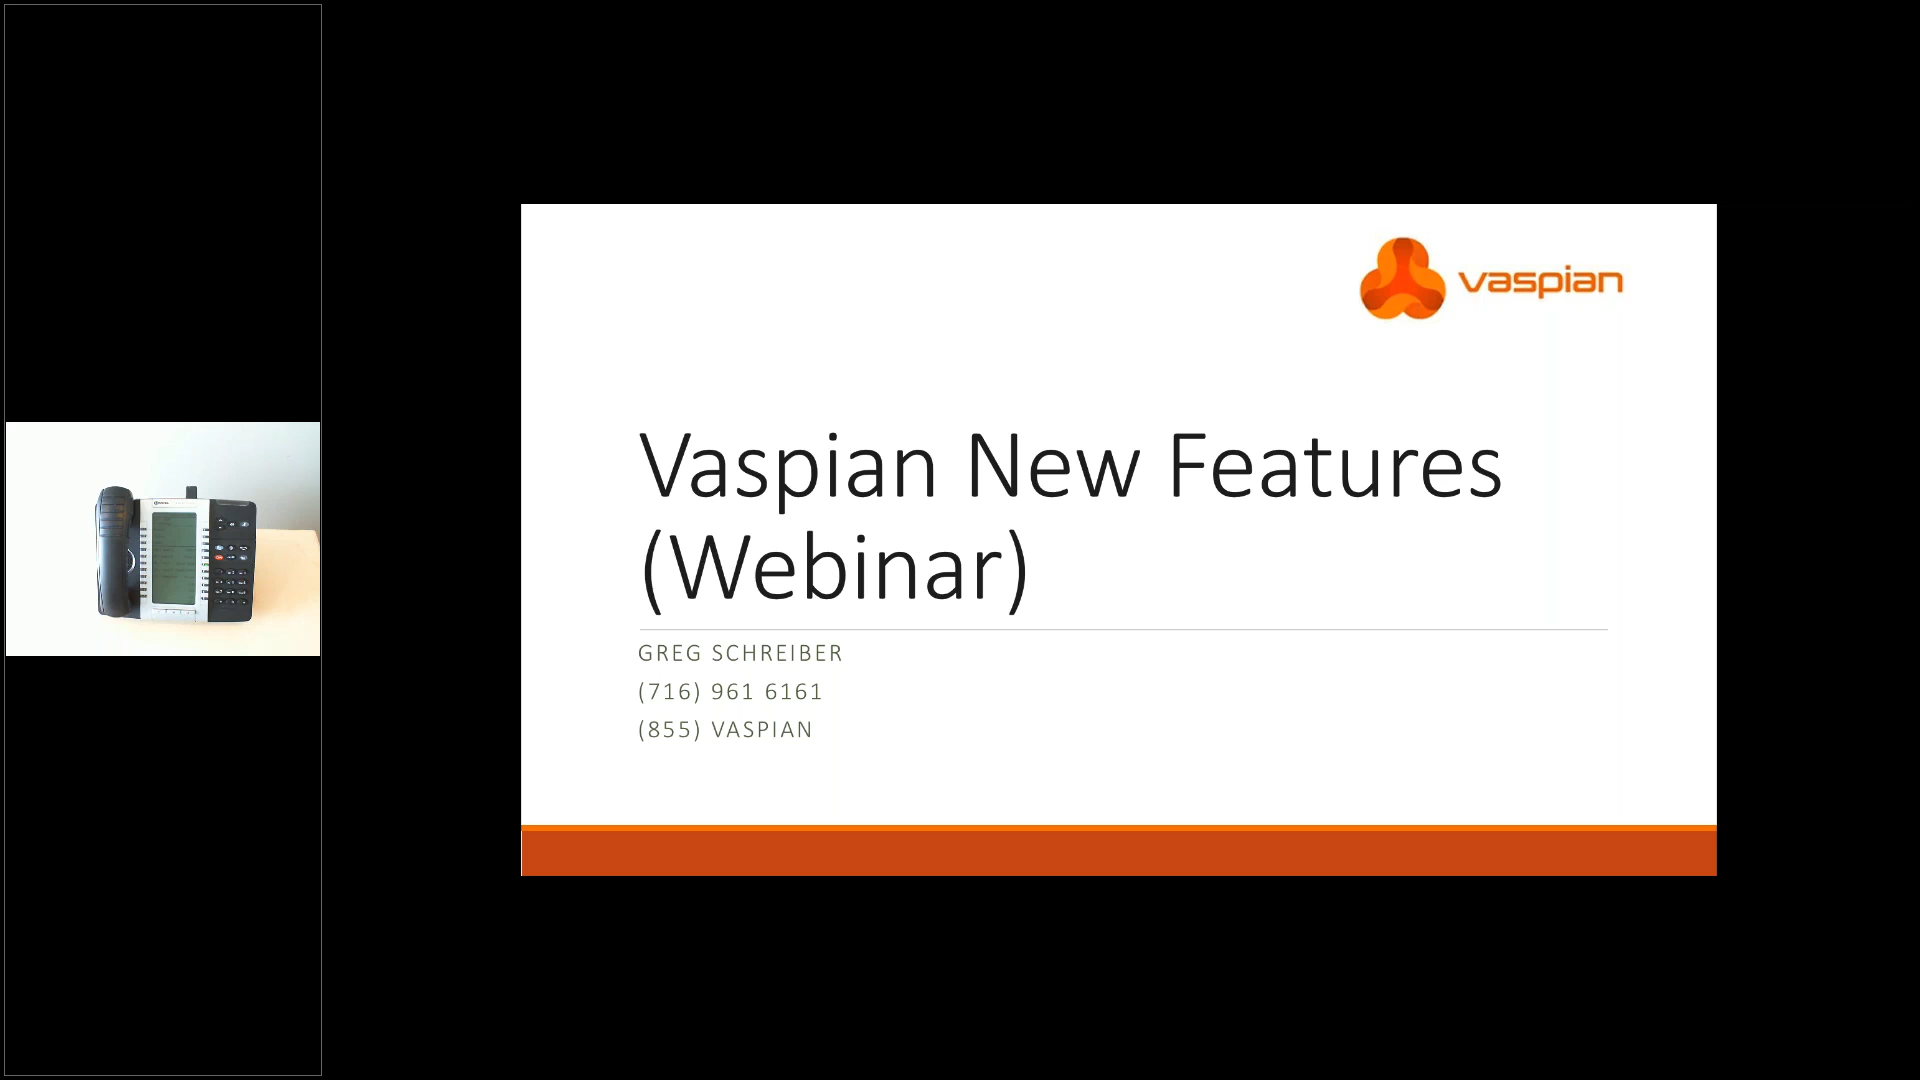 vaspian
Vaspian New Features
(Webinar)
GREG SCHREIBER
(716) 961 6161
(855) VASPIAN